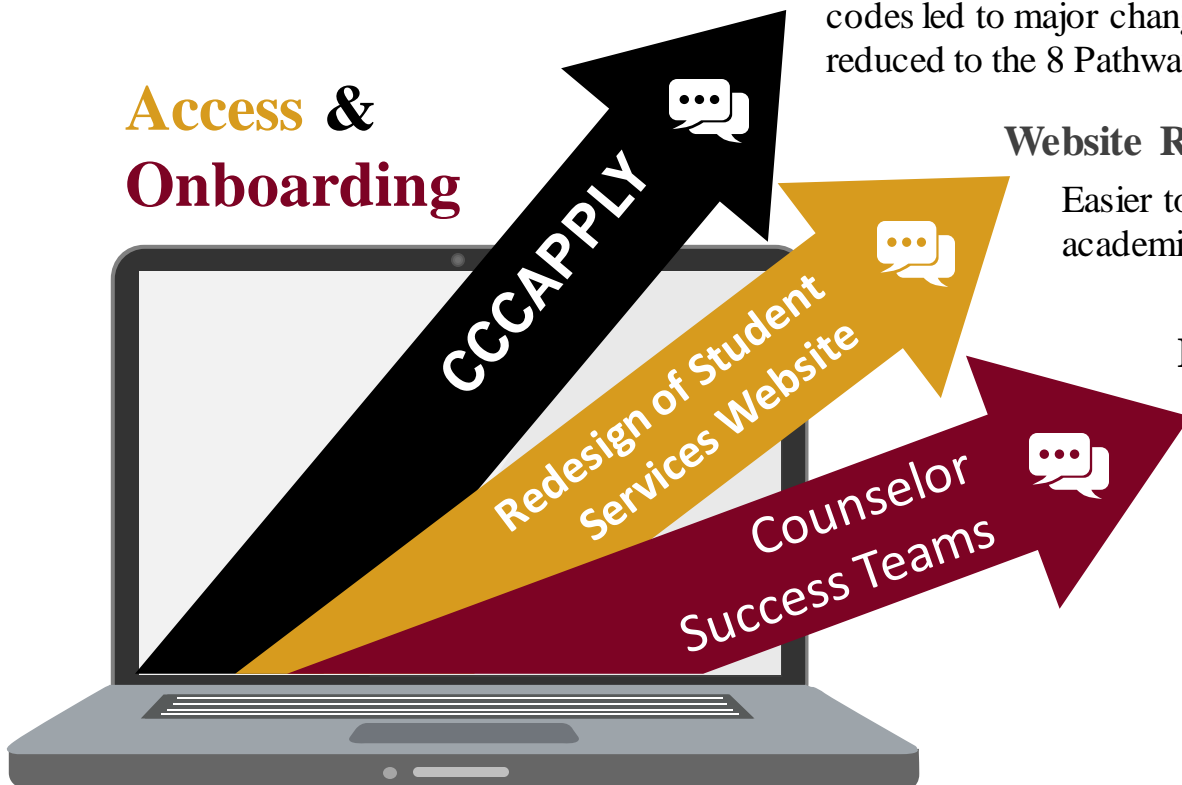 codes led to major chang
reduced to the 8 Pathwa
Access &
Onboarding
Website R
Easier to
academi
CCCAPPLY
Redesign of Student
Services Website
Counselor
Success Teams